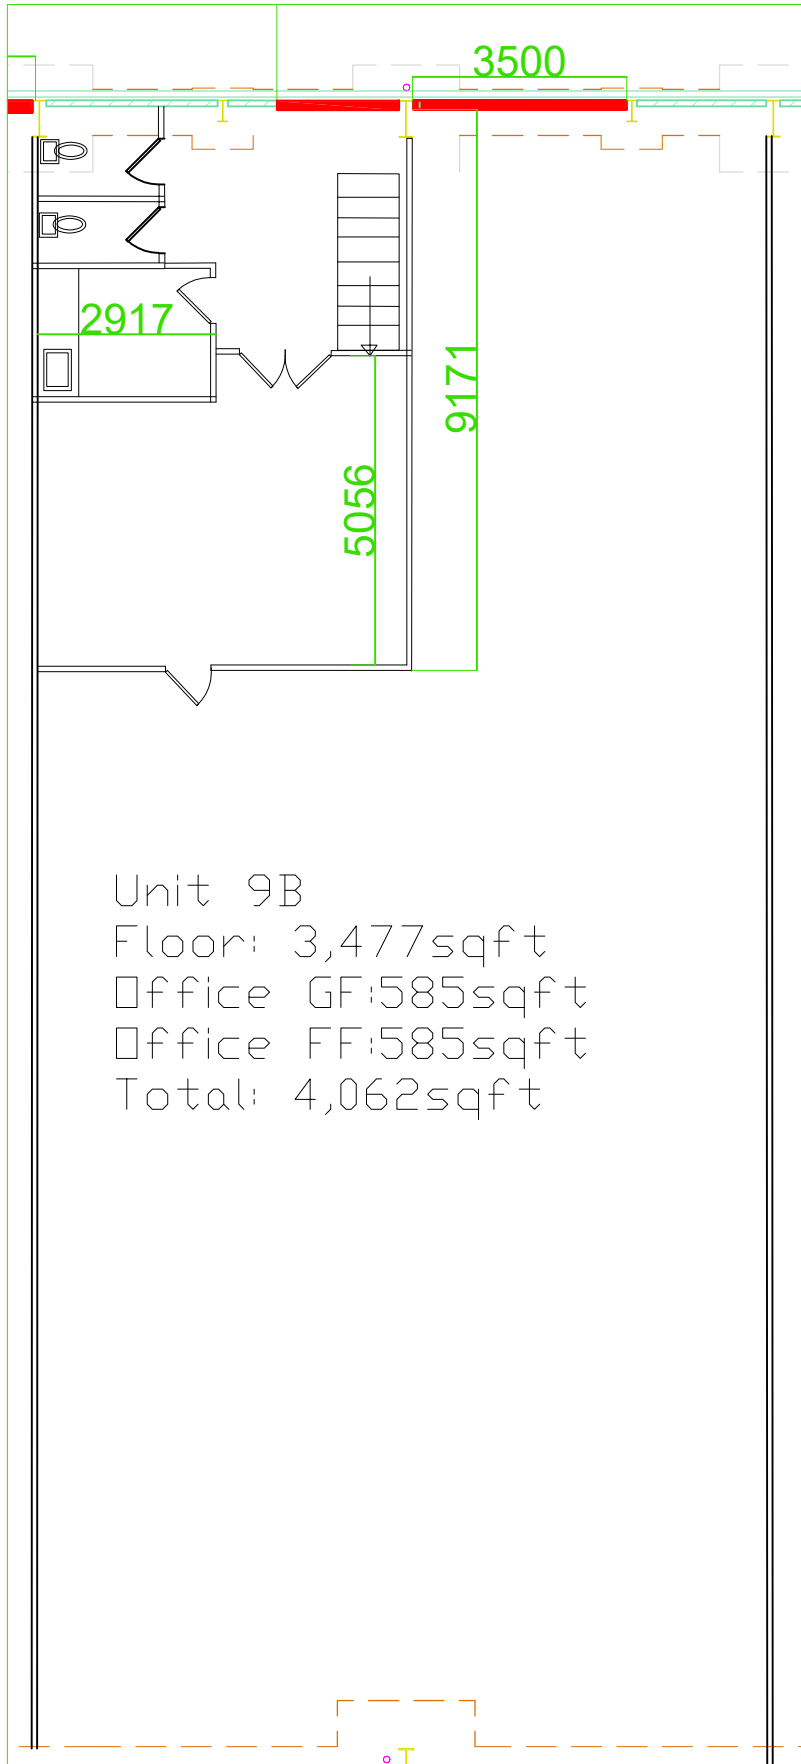 3500
2917
9171
5056
Unit 9B
Floor: 3,477sqft
Office GF:585sqft
Office FF:585sqft
Total: 4,062sqft